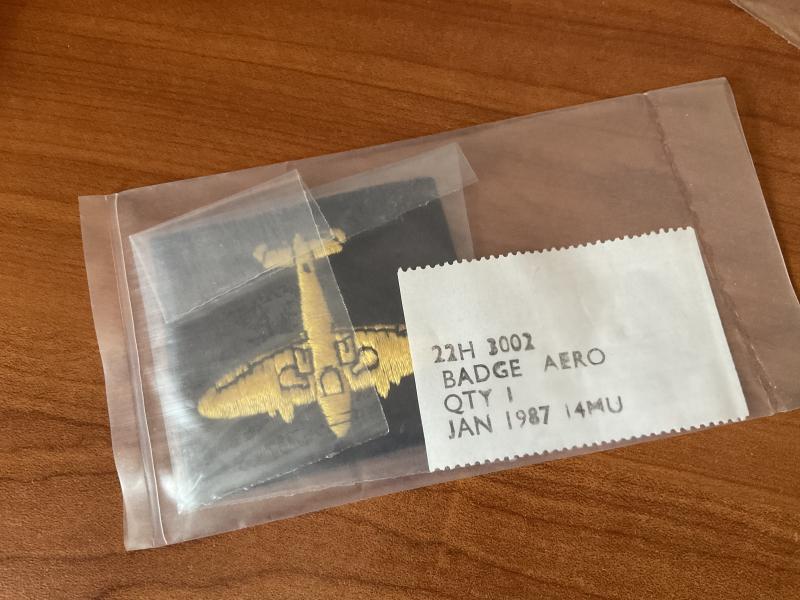 22H 3002
BADGE AERO
QTY 1
JAN 1987 14MU